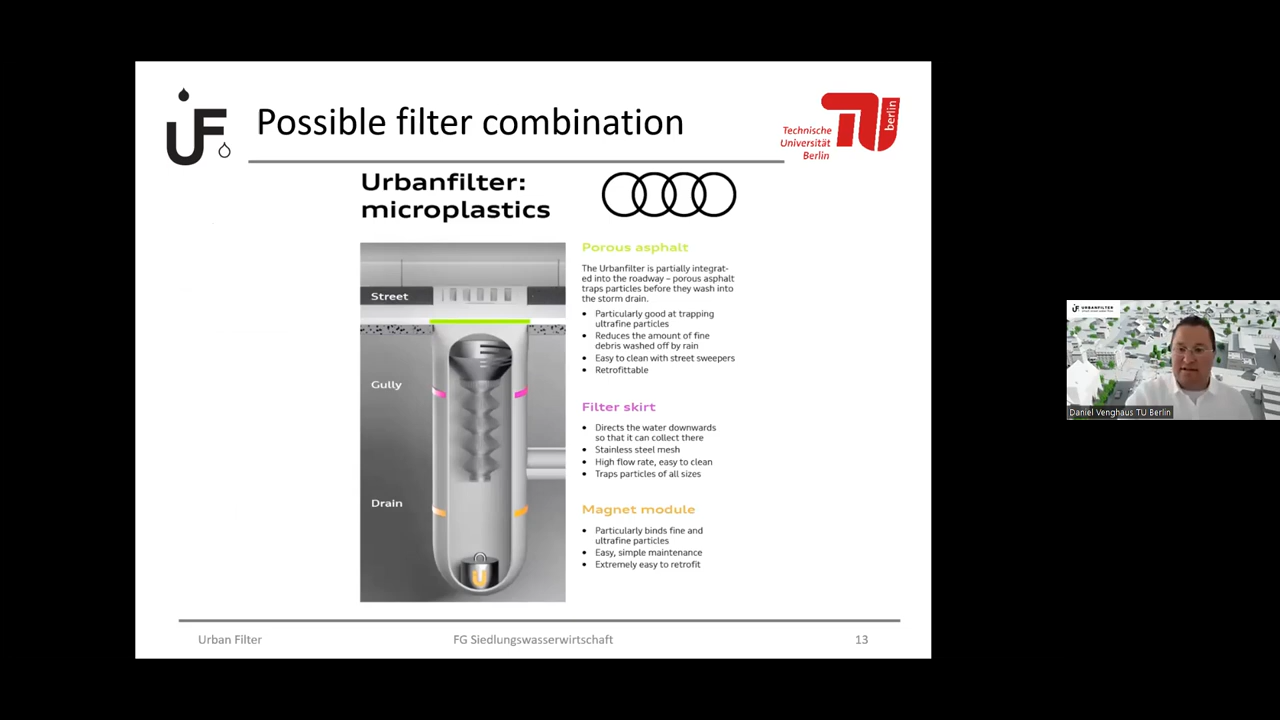 UF
Possible filter combination
Technische
Universität
Berlin
TU berlin
Urbanfilter:
microplastics
Street
Gully
Drain
U
Porous asphalt
The Urbanfilter is partially integrat-
ed into the roadway – porous asphalt
traps particles before they wash into
the storm drain.
• Particularly good at trapping
ultrafine particles
• Reduces the amount of fine
debris washed off by rain
• Easy to clean with street sweepers
• Retrofittable
Filter skirt
• Directs the water downwards
so that it can collect there
• Stainless steel mesh
• High flow rate, easy to clean
• Traps particles of all sizes
Magnet module
• Particularly binds fine and
ultrafine particles
• Easy, simple maintenance
• Extremely easy to retrofit
Urban Filter
FG Siedlungswasserwirtschaft
13
URBANFILTER
Daniel Venghaus TU Berlin